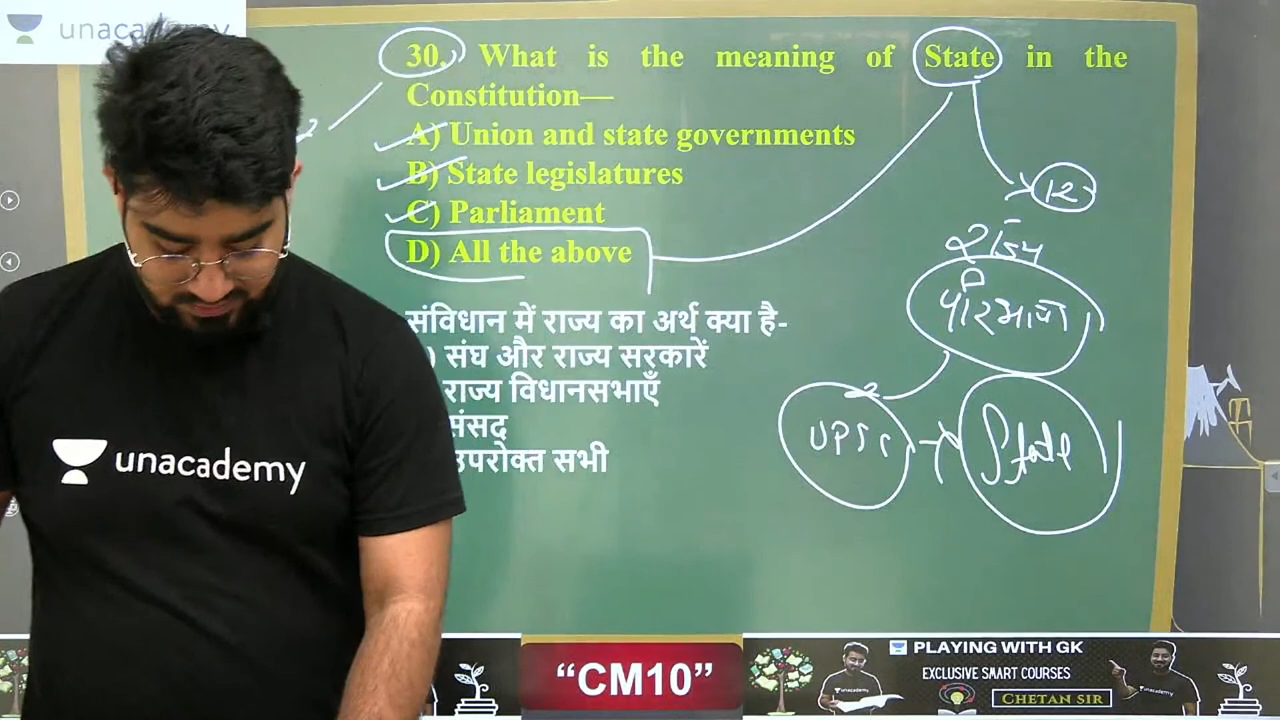 unacademy
30. What is the meaning of State in the
Constitution—
A) Union and state governments
B) State legislatures
C) Parliament
D) All the above
12
राज्य
परिभाषा
UPSC
State
संविधान में राज्य का अर्थ क्या है-
) संघ और राज्य सरकारें
राज्य विधानसभाएँ
संसद
उपरोक्त सभी
unacademy
“CM10”
PLAYING WITH GK
EXCLUSIVE SMART COURSES
CHETAN SIR
unacademy
unacademy